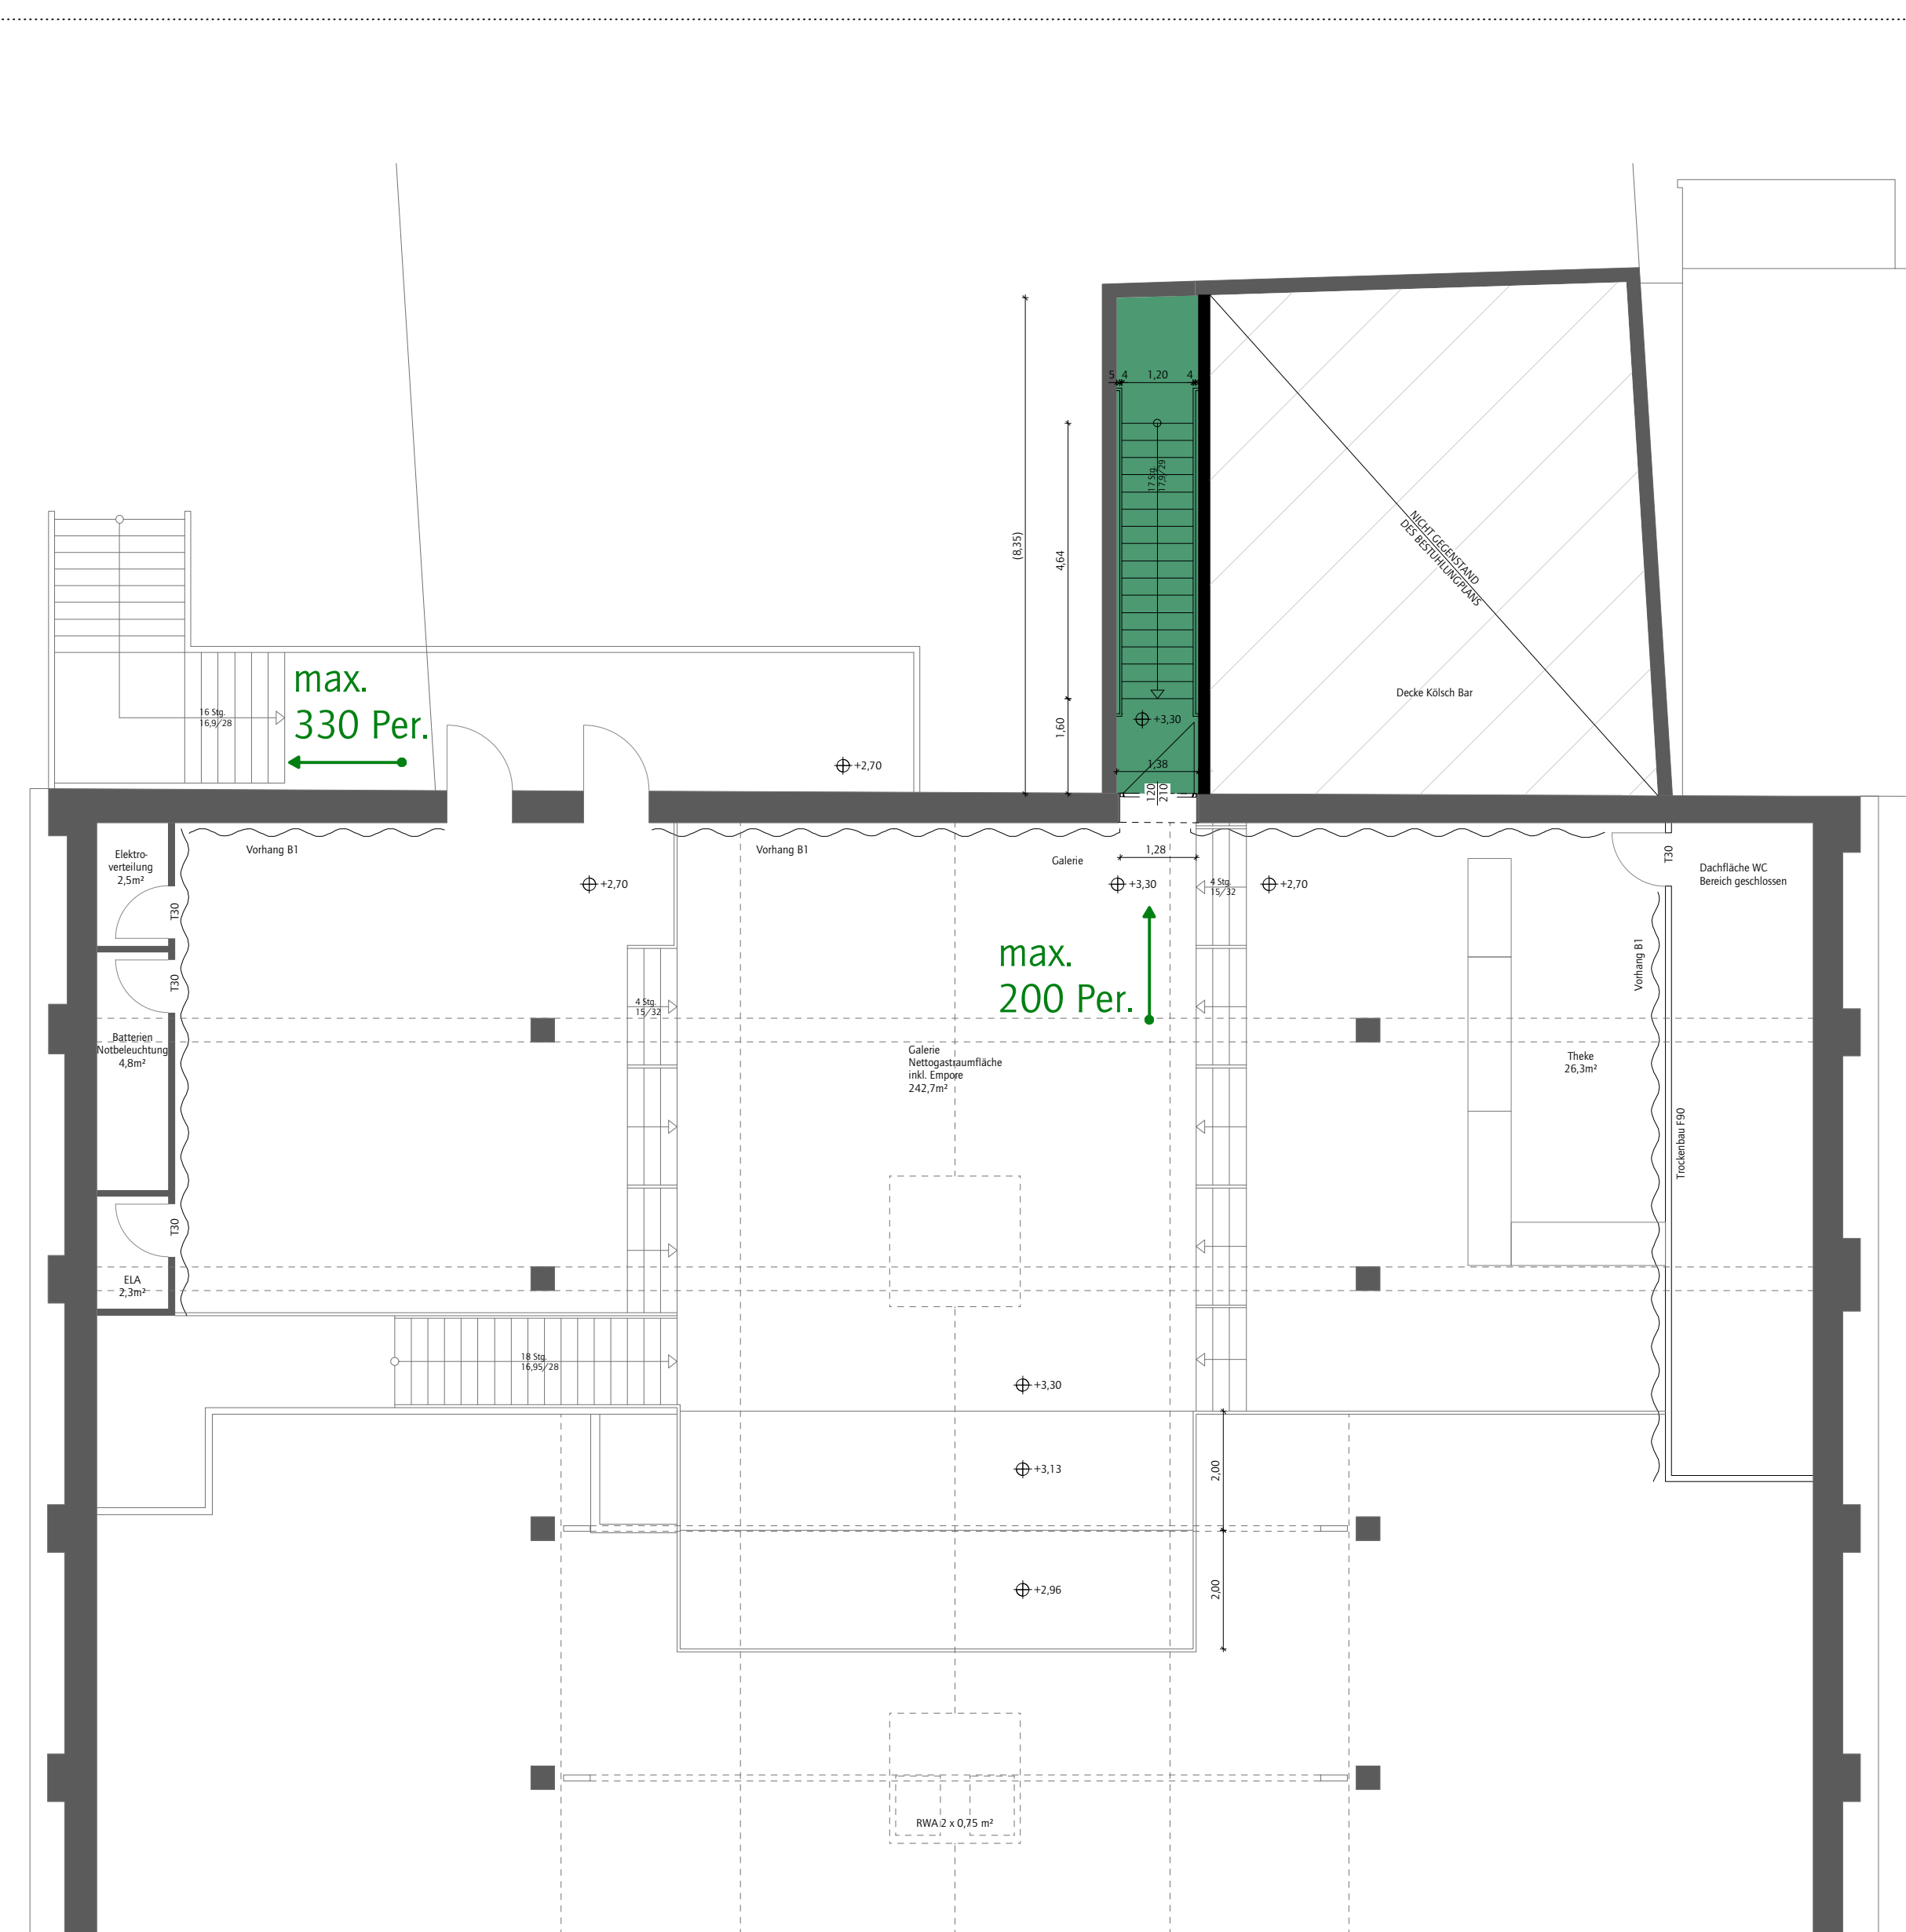 5 4 1,20 4
17 Stg.
17,9/29
(8,35)
4,64
1,60
NICHT GEGENSTAND
DES BESTUHLUNGPLANS
Decke Kölsch Bar
max.
330 Per.
16 Stg.
16,9/28
+2,70
+3,30
1,38
120
210
Vorhang B1
Vorhang B1
Elektro-
verteilung
2,5m²
T30
+2,70
Galerie
1,28
+3,30
4 Stg.
15/32
+2,70
T30
Dachfläche WC
Bereich geschlossen
max.
200 Per.
Vorhang B1
T30
4 Stg.
15/32
Batterien
Notbeleuchtung
4,8m²
Galerie
Nettogastraumfläche
inkl. Empore
242,7m²
Theke
26,3m²
Trockenbau F90
T30
ELA
2,3m²
18 Stg.
16,95/28
+3,30
+3,13
2,00
+2,96
2,00
RWA 2 x 0,75 m²